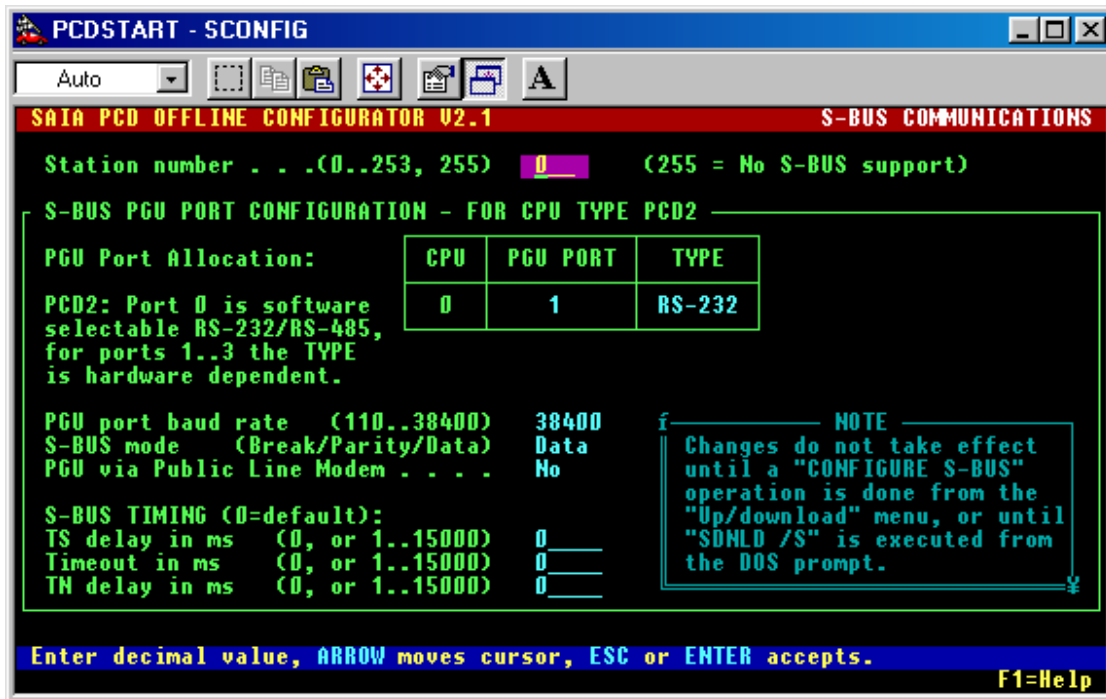 PCDSTART - SCONFIG
Auto
A
SAIA PCD OFFLINE CONFIGURATOR V2.1 S-BUS COMMUNICATIONS
Station number . . .(0..253, 255) 0__ (255 = No S-BUS support)
S-BUS PGU PORT CONFIGURATION - FOR CPU TYPE PCD2
PGU Port Allocation:
CPU PGU PORT TYPE
0 1 RS-232
PCD2: Port 0 is software
selectable RS-232/RS-485,
for ports 1..3 the TYPE
is hardware dependent.
PGU port baud rate (110..38400) 38400
S-BUS mode (Break/Parity/Data) Data
PGU via Public Line Modem . . . . No
S-BUS TIMING (0=default):
TS delay in ms (0, or 1..15000) 0____
Timeout in ms (0, or 1..15000) 0____
TN delay in ms (0, or 1..15000) 0____
NOTE
Changes do not take effect
until a "CONFIGURE S-BUS"
operation is done from the
"Up/download" menu, or until
"SDNLD /S" is executed from
the DOS prompt.
Enter decimal value, ARROW moves cursor, ESC or ENTER accepts.
F1=Help